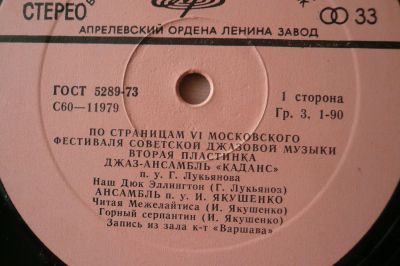 СТЕРЕО
33
АПРЕЛЕВСКИЙ ОРДЕНА ЛЕНИНА ЗАВОД
ГОСТ 5289-73
С60—11979
1 сторона
Гр. 3, 1-90
ПО СТРАНИЦАМ VI МОСКОВСКОГО
ФЕСТИВАЛЯ СОВЕТСКОЙ ДЖАЗОВОЙ МУЗЫКИ
ВТОРАЯ ПЛАСТИНКА
ДЖАЗ-АНСАМБЛЬ «КАДАНС»
п. у. Г. Лукьянова
Наш Дюк Эллингтон (Г. Лукьяноз)
АНСАМБЛЬ п. у. И. ЯКУШЕНКО
Читая Межелайтиса (И. Якушенко)
Горный серпантин (И. Якушенко)
Запись из зала к-т «Варшава»